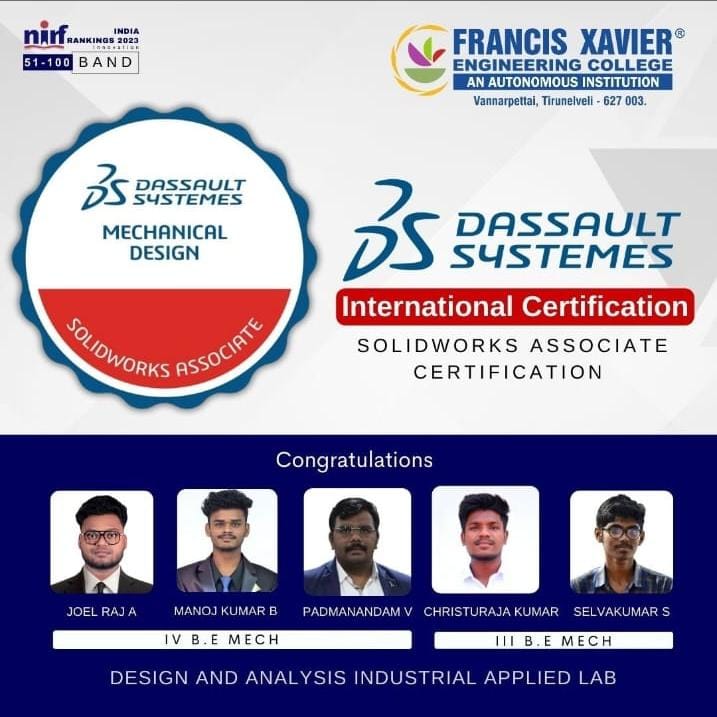 nirf INDIA
RANKINGS 2023
Innovation
51-100 BAND
FRANCIS XAVIER®
ENGINEERING COLLEGE
AN AUTONOMOUS INSTITUTION
Vannarpettai, Tirunelveli - 627 003.
DASSAULT
SYSTEMES
MECHANICAL
DESIGN
SOLIDWORKS ASSOCIATE
DASSAULT
SYSTEMES
International Certification
SOLIDWORKS ASSOCIATE
CERTIFICATION
Congratulations
JOEL RAJ A MANOJ KUMAR B PADMANANDAM V CHRISTURAJA KUMAR SELVAKUMAR S
IV B.E MECH III B.E MECH
DESIGN AND ANALYSIS INDUSTRIAL APPLIED LAB